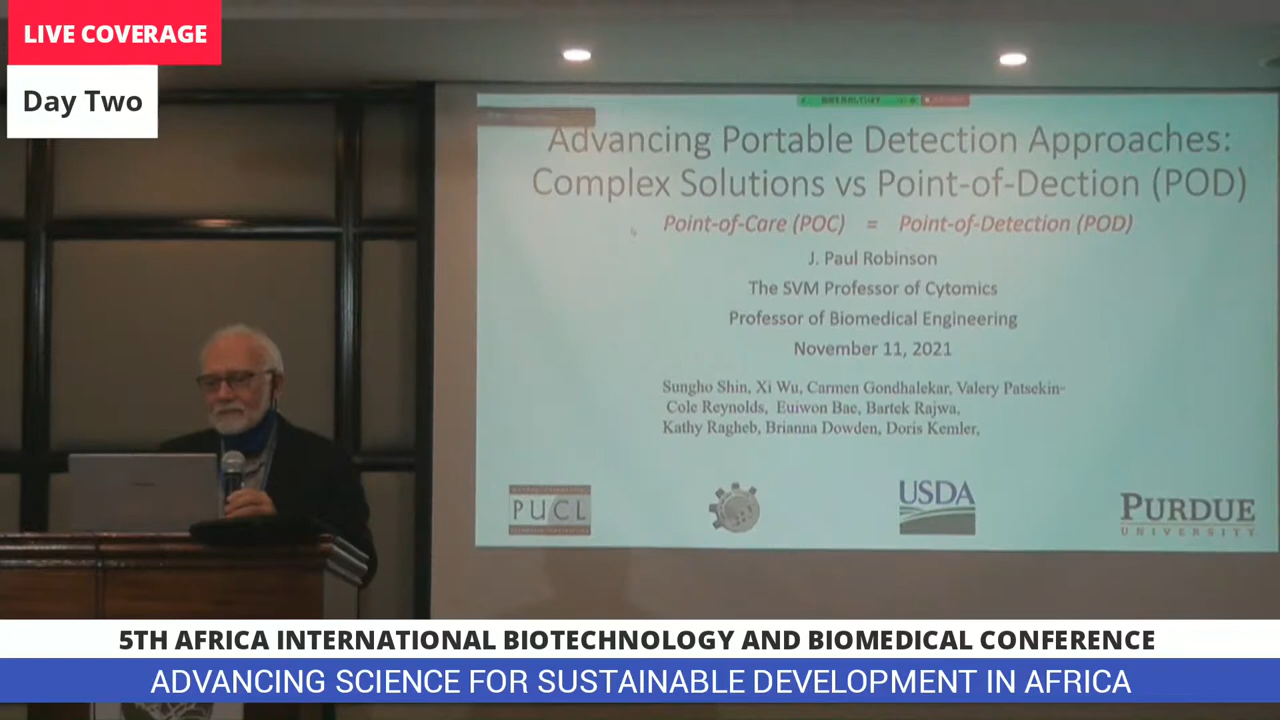 LIVE COVERAGE
Day Two
Advancing Portable Detection Approaches:
Complex Solutions vs Point-of-Dection (POD)
Point-of-Care (POC) = Point-of-Detection (POD)
J. Paul Robinson
The SVM Professor of Cytomics
Professor of Biomedical Engineering
November 11, 2021
Sungho Shin, Xi Wu, Carmen Gondhalekar, Valery Patsekin-
Cole Reynolds, Euiwon Bae, Bartek Rajwa,
Kathy Ragheb, Brianna Dowden, Doris Kemler,
PUCL
USDA
PURDUE
UNIVERSITY
5TH AFRICA INTERNATIONAL BIOTECHNOLOGY AND BIOMEDICAL CONFERENCE
ADVANCING SCIENCE FOR SUSTAINABLE DEVELOPMENT IN AFRICA